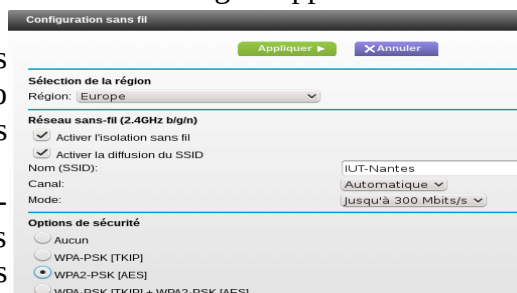 Configuration sans fil
Appliquer ▶ X Annuler
Sélection de la région
Région: Europe
Réseau sans-fil (2.4GHz b/g/n)
Activer l'isolation sans fil
Activer la diffusion du SSID
Nom (SSID): IUT-Nantes
Canal: Automatique
Mode: Jusqu'à 300 Mbits/s
Options de sécurité
Aucun
WPA-PSK [TKIP]
WPA2-PSK [AES]
WPA-PSK [TKIP] + WPA2-PSK [AES]